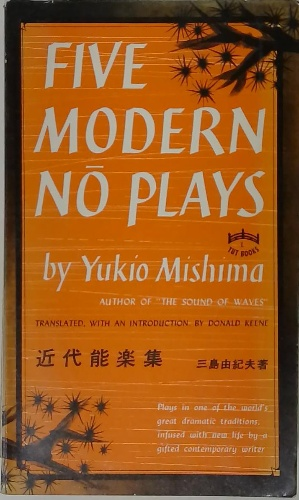 FIVE
MODERN
NŌ PLAYS
TUT BOOKS
by Yukio Mishima
AUTHOR OF "THE SOUND OF WAVES"
TRANSLATED, WITH AN INTRODUCTION, BY DONALD KEENE
近代能楽集 三島由紀夫著
Plays in one of the world's
great dramatic traditions,
infused with new life by a
gifted contemporary writer